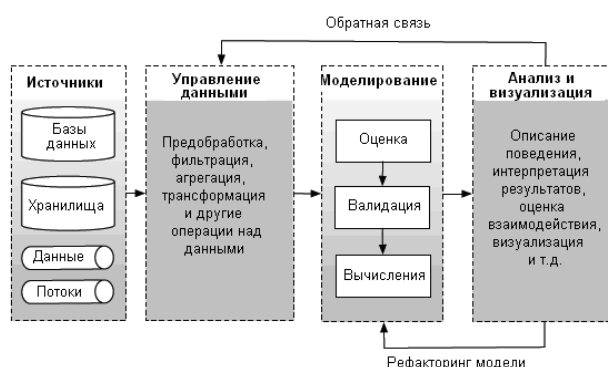 Обратная связь
Источники
Базы
данных
Хранилища
Данные
Потоки
Управление
данными
Предобработка,
фильтрация,
агрегация,
трансформация
и другие
операции над
данными
Моделирование
Оценка
Валидация
Вычисления
Анализ и
визуализация
Описание
поведения,
интерпретация
результатов,
оценка
взаимодействия,
визуализация
и т.д.
Рефакторинг модели